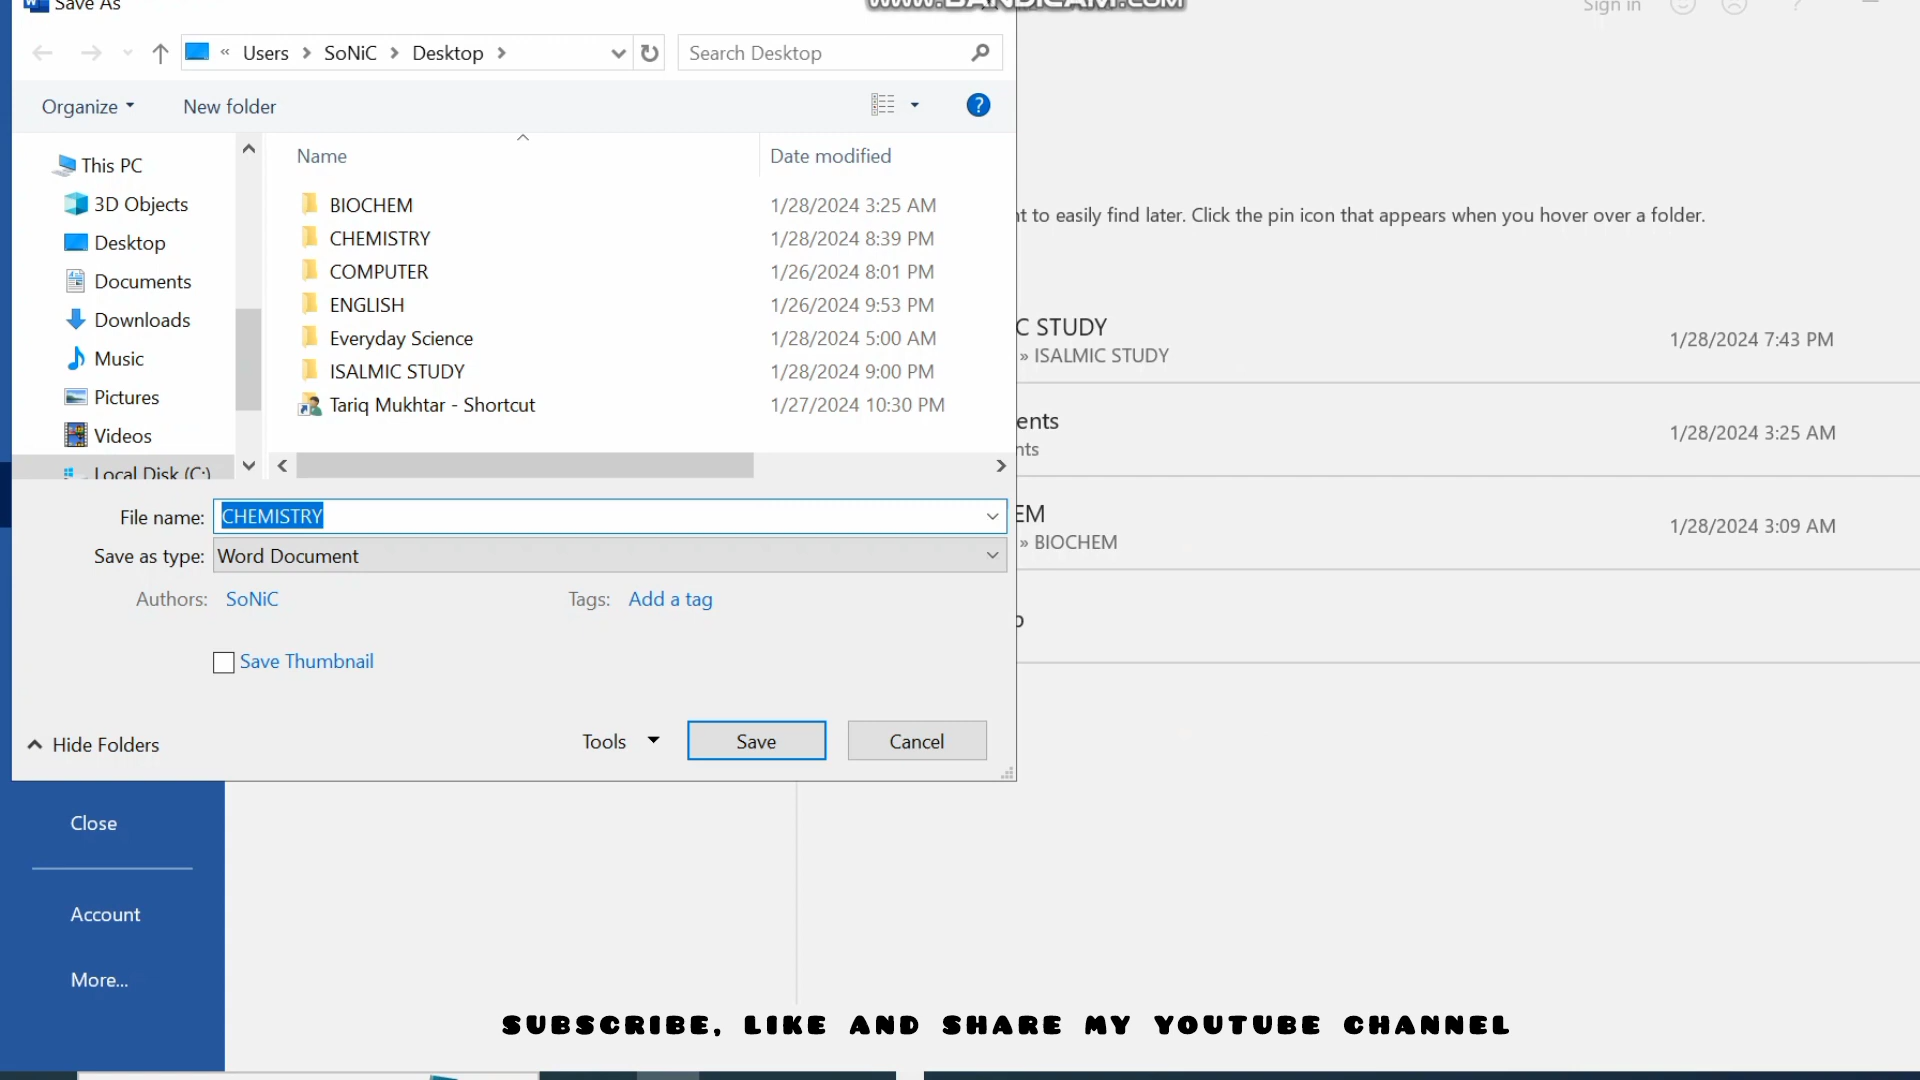 Save As
www.BANDICAM.com
Sign in
?
« Users > SoNiC > Desktop >
Search Desktop
Organize
New folder
?
Name
Date modified
This PC
3D Objects
Desktop
Documents
Downloads
Music
Pictures
Videos
Local Disk (C:)
BIOCHEM 1/28/2024 3:25 AM
CHEMISTRY 1/28/2024 8:39 PM
COMPUTER 1/26/2024 8:01 PM
ENGLISH 1/26/2024 9:53 PM
Everyday Science 1/28/2024 5:00 AM
ISALMIC STUDY 1/28/2024 9:00 PM
Tariq Mukhtar - Shortcut 1/27/2024 10:30 PM
nt to easily find later. Click the pin icon that appears when you hover over a folder.
C STUDY
» ISALMIC STUDY
1/28/2024 7:43 PM
ents
nts
1/28/2024 3:25 AM
EM
» BIOCHEM
1/28/2024 3:09 AM
p
File name: CHEMISTRY
Save as type: Word Document
Authors: SoNiC
Tags: Add a tag
Save Thumbnail
Hide Folders
Tools
Save
Cancel
Close
Account
More...
SUBSCRIBE, LIKE AND SHARE MY YOUTUBE CHANNEL